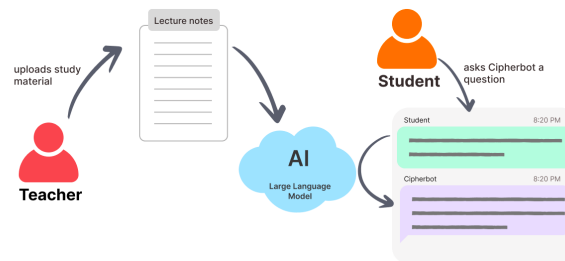 Lecture notes
uploads study
material
Teacher
AI
Large Language
Model
Student
asks Cipherbot a
question
Student 8:20 PM
Cipherbot 8:20 PM